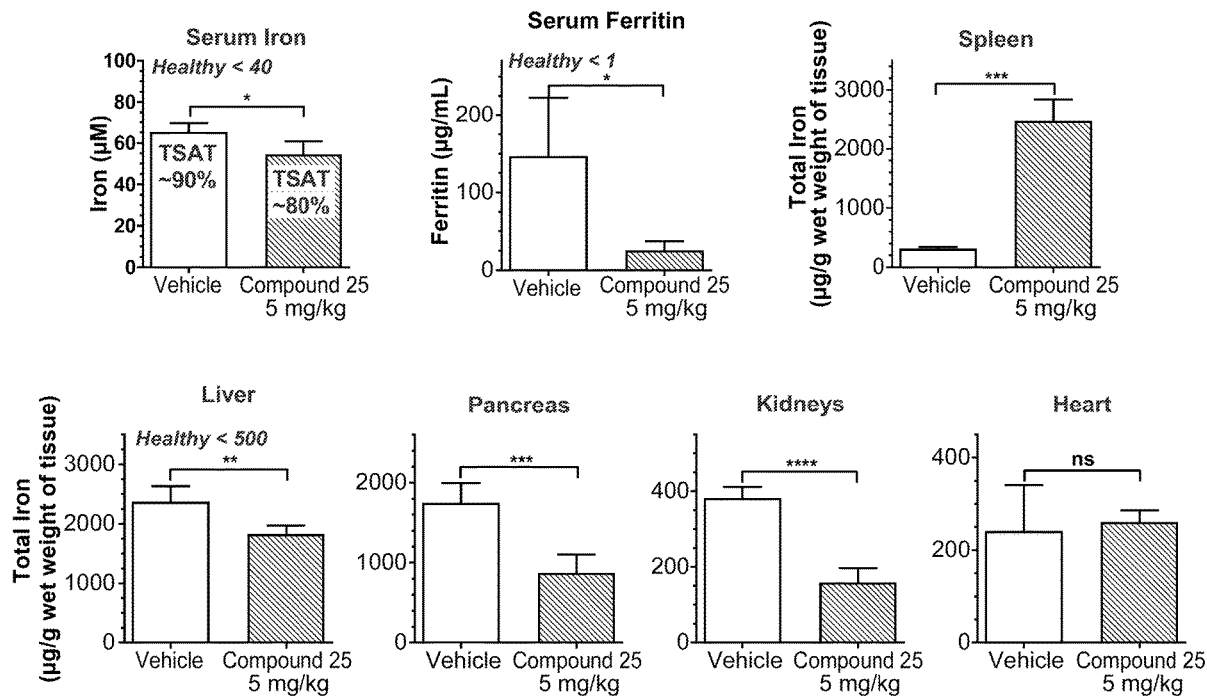 Serum Iron
Healthy < 40
*
Iron (µM)
100
80
60
40
20
0
TSAT
~90%
TSAT
~80%
Vehicle
Compound 25
5 mg/kg
Serum Ferritin
Healthy < 1
*
Ferritin (µg/mL)
200
100
0
Vehicle
Compound 25
5 mg/kg
Spleen
***
Total Iron
(µg/g wet weight of tissue)
3000
2000
1000
0
Vehicle
Compound 25
5 mg/kg
Liver
Healthy < 500
**
Total Iron
(µg/g wet weight of tissue)
3000
2000
1000
0
Vehicle
Compound 25
5 mg/kg
Pancreas
***
2000
1000
0
Vehicle
Compound 25
5 mg/kg
Kidneys
****
400
200
0
Vehicle
Compound 25
5 mg/kg
Heart
ns
400
200
0
Vehicle
Compound 25
5 mg/kg